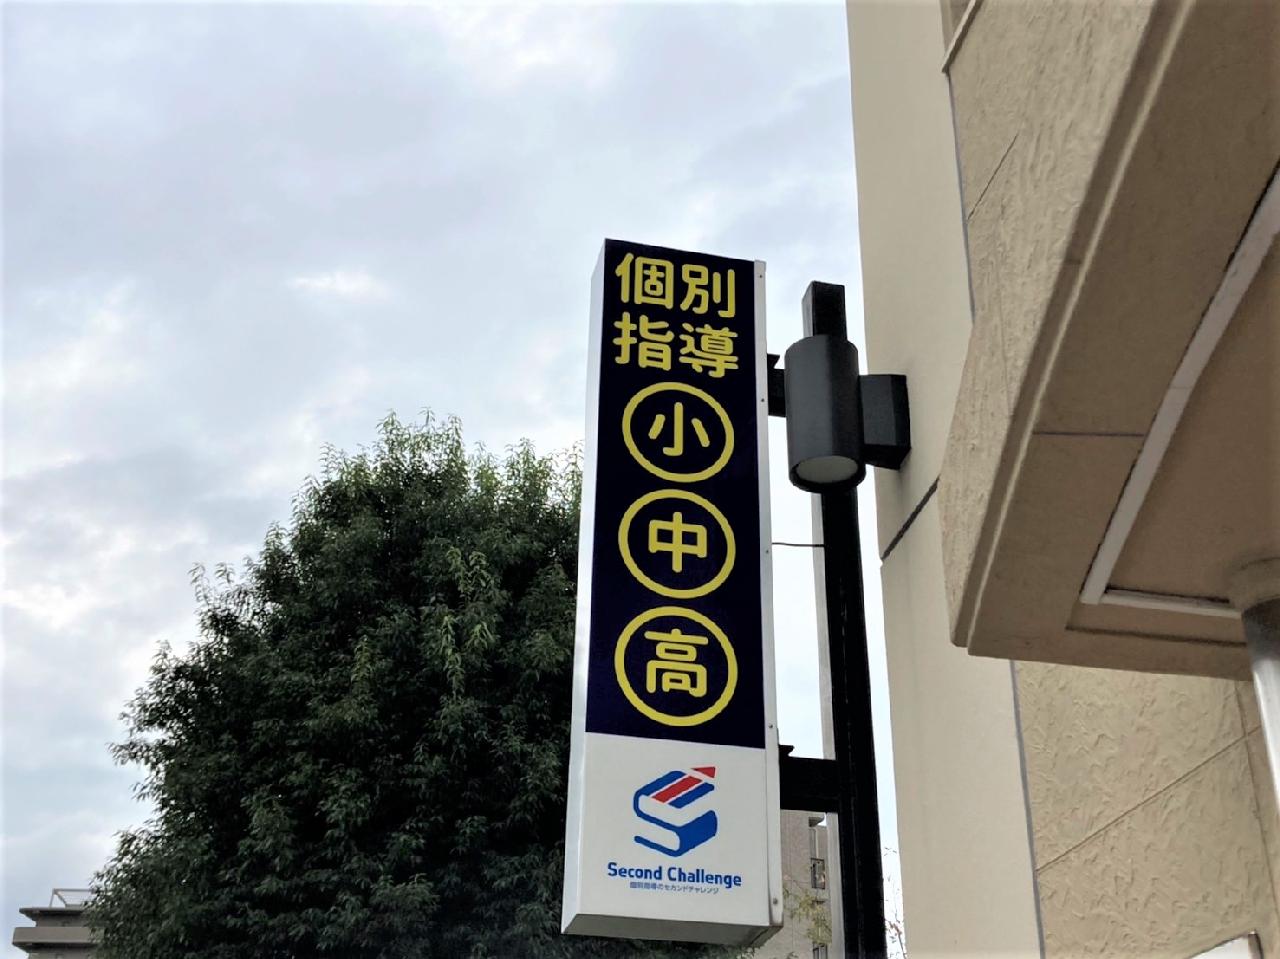 個別
指導
小
中
高
Second Challenge
個別指導のセカンドチャレンジ